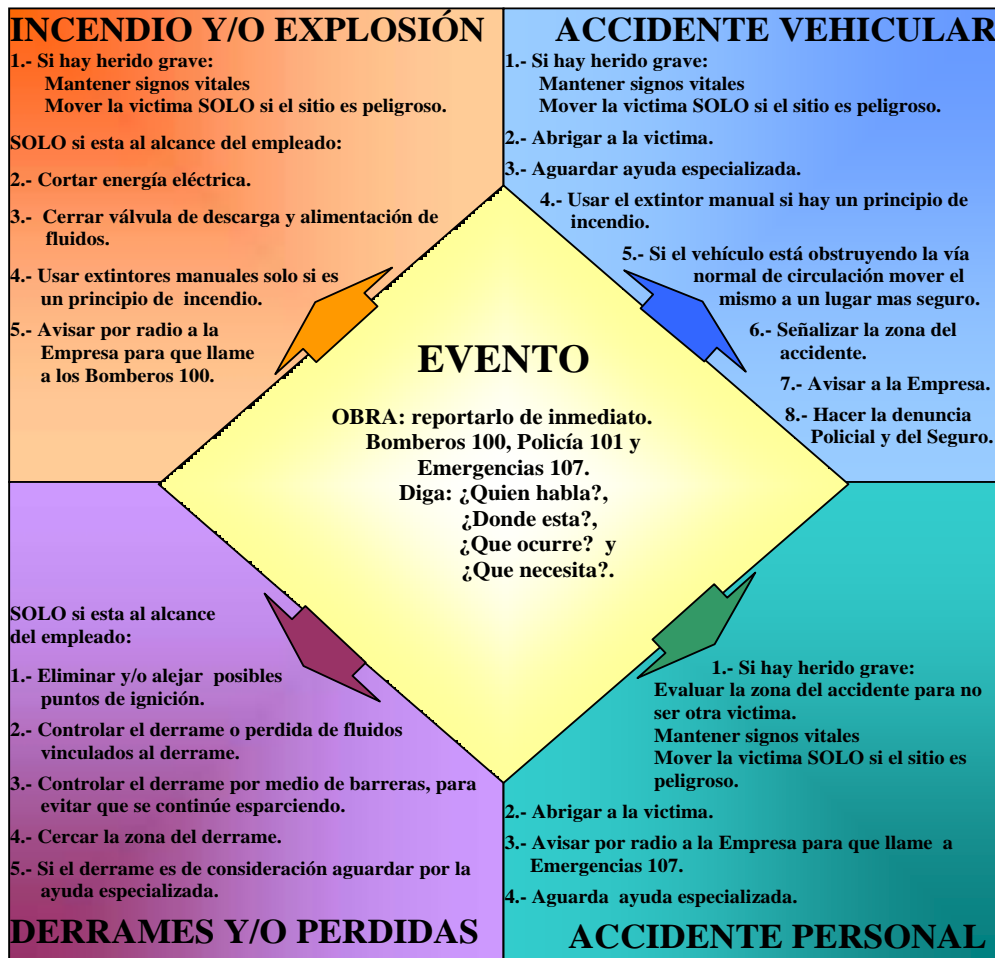 INCENDIO Y/O EXPLOSIÓN
1.- Si hay herido grave:
Mantener signos vitales
Mover la victima SOLO si el sitio es peligroso.
SOLO si esta al alcance del empleado:
2.- Cortar energía eléctrica.
3.- Cerrar válvula de descarga y alimentación de
fluidos.
4.- Usar extintores manuales solo si es
un principio de incendio.
5.- Avisar por radio a la
Empresa para que llame
a los Bomberos 100.
ACCIDENTE VEHICULAR
1.- Si hay herido grave:
Mantener signos vitales
Mover la victima SOLO si el sitio es peligroso.
2.- Abrigar a la victima.
3.- Aguardar ayuda especializada.
4.- Usar el extintor manual si hay un principio de
incendio.
5.- Si el vehículo está obstruyendo la vía
normal de circulación mover el
mismo a un lugar mas seguro.
6.- Señalizar la zona del
accidente.
7.- Avisar a la Empresa.
8.- Hacer la denuncia
Policial y del Seguro.
EVENTO
OBRA: reportarlo de inmediato.
Bomberos 100, Policía 101 y
Emergencias 107.
Diga: ¿Quien habla?,
¿Donde esta?,
¿Que ocurre? y
¿Que necesita?.
SOLO si esta al alcance
del empleado:
1.- Eliminar y/o alejar posibles
puntos de ignición.
2.- Controlar el derrame o perdida de fluidos
vinculados al derrame.
3.- Controlar el derrame por medio de barreras, para
evitar que se continúe esparciendo.
4.- Cercar la zona del derrame.
5.- Si el derrame es de consideración aguardar por la
ayuda especializada.
DERRAMES Y/O PERDIDAS
1.- Si hay herido grave:
Evaluar la zona del accidente para no
ser otra victima.
Mantener signos vitales
Mover la victima SOLO si el sitio es
peligroso.
2.- Abrigar a la victima.
3.- Avisar por radio a la Empresa para que llame a
Emergencias 107.
4.- Aguarda ayuda especializada.
ACCIDENTE PERSONAL